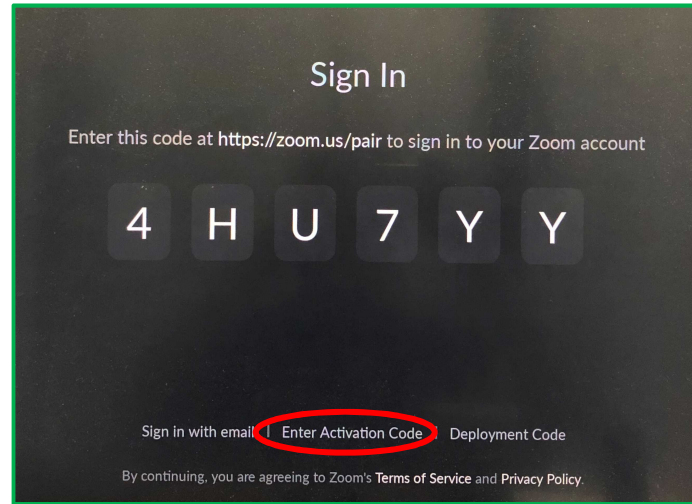 Sign In
Enter this code at https://zoom.us/pair to sign in to your Zoom account
4 H U 7 Y Y
Sign in with email | Enter Activation Code | Deployment Code
By continuing, you are agreeing to Zoom's Terms of Service and Privacy Policy.